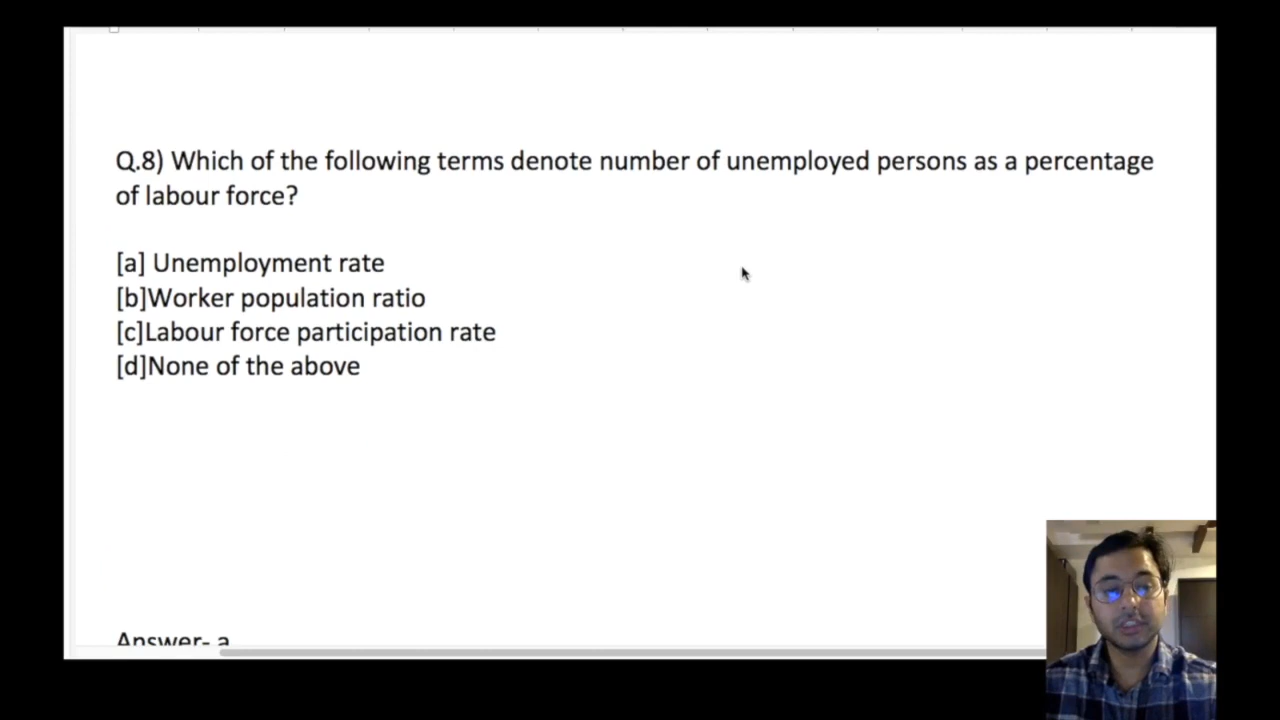 Q.8) Which of the following terms denote number of unemployed persons as a percentage
of labour force?
[a] Unemployment rate
[b]Worker population ratio
[c]Labour force participation rate
[d]None of the above
Answer- a